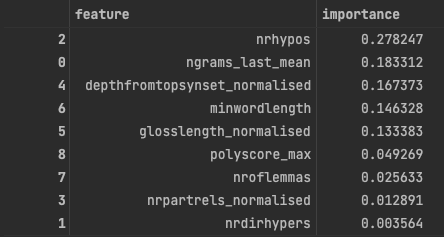 feature importance
2 nrhypos 0.278247
0 ngrams_last_mean 0.183312
4 depthfromtopsynset_normalised 0.167373
6 minwordlength 0.146328
5 glosslength_normalised 0.133383
8 polyscore_max 0.049269
7 nroflemmas 0.025633
3 nrpartrels_normalised 0.012891
1 nrdirhypers 0.003564